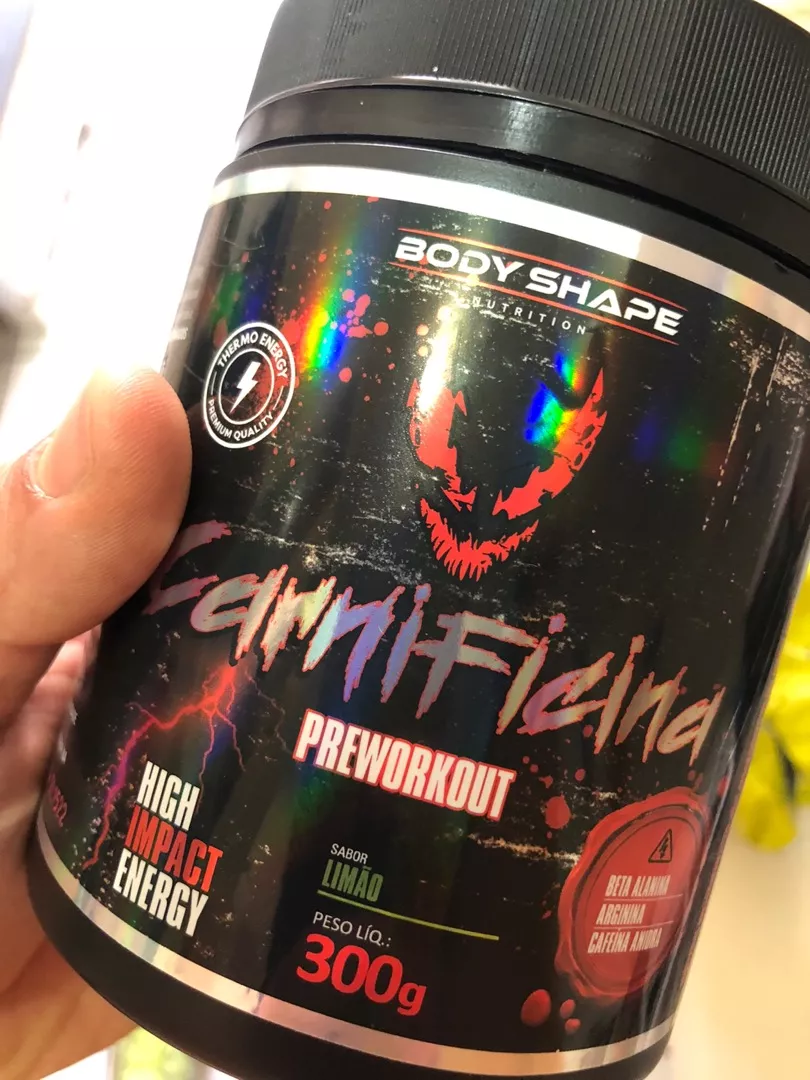 BODY SHAPE
NUTRITION
THERMO ENERGY
PREMIUM QUALITY
Carnificina
PREWORKOUT
HIGH
IMPACT
ENERGY
SABOR
LIMÃO
PESO LÍQ.:
300g
BETA ALANINA
ARGININA
CAFEÍNA ANIDRA